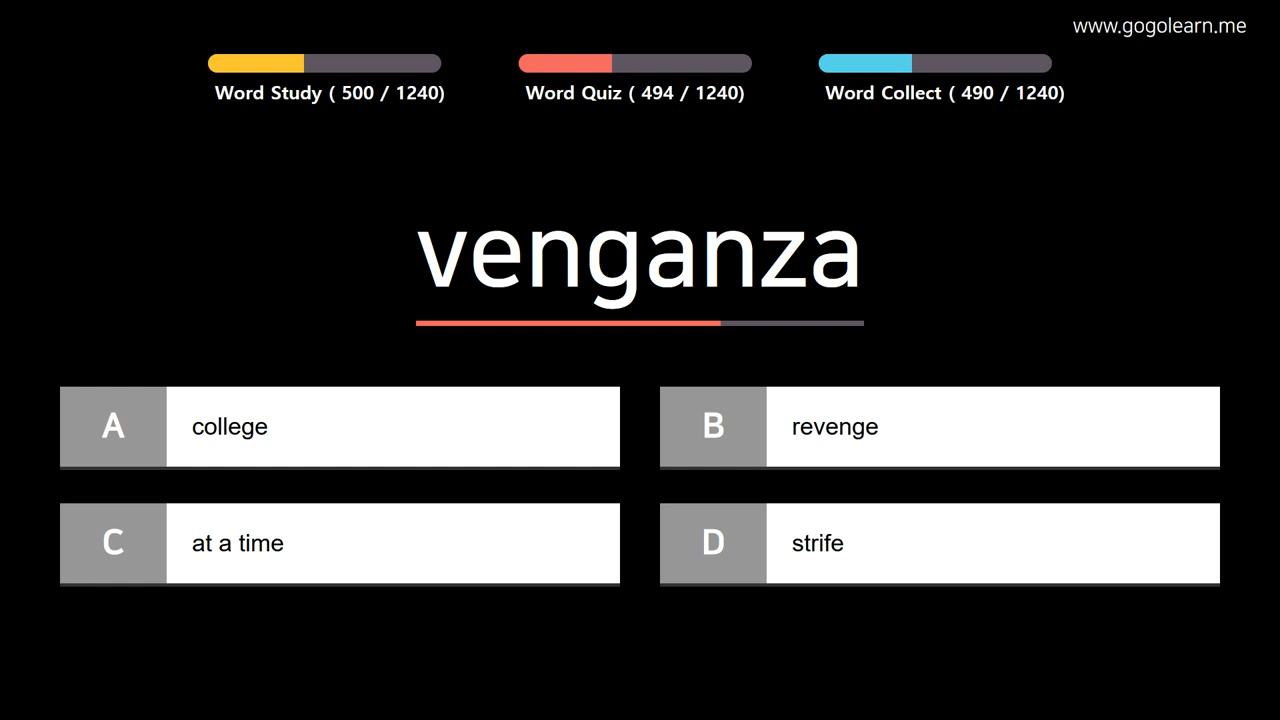 www.gogolearn.me
Word Study ( 500 / 1240)
Word Quiz ( 494 / 1240)
Word Collect ( 490 / 1240)
venganza
A college
B revenge
C at a time
D strife